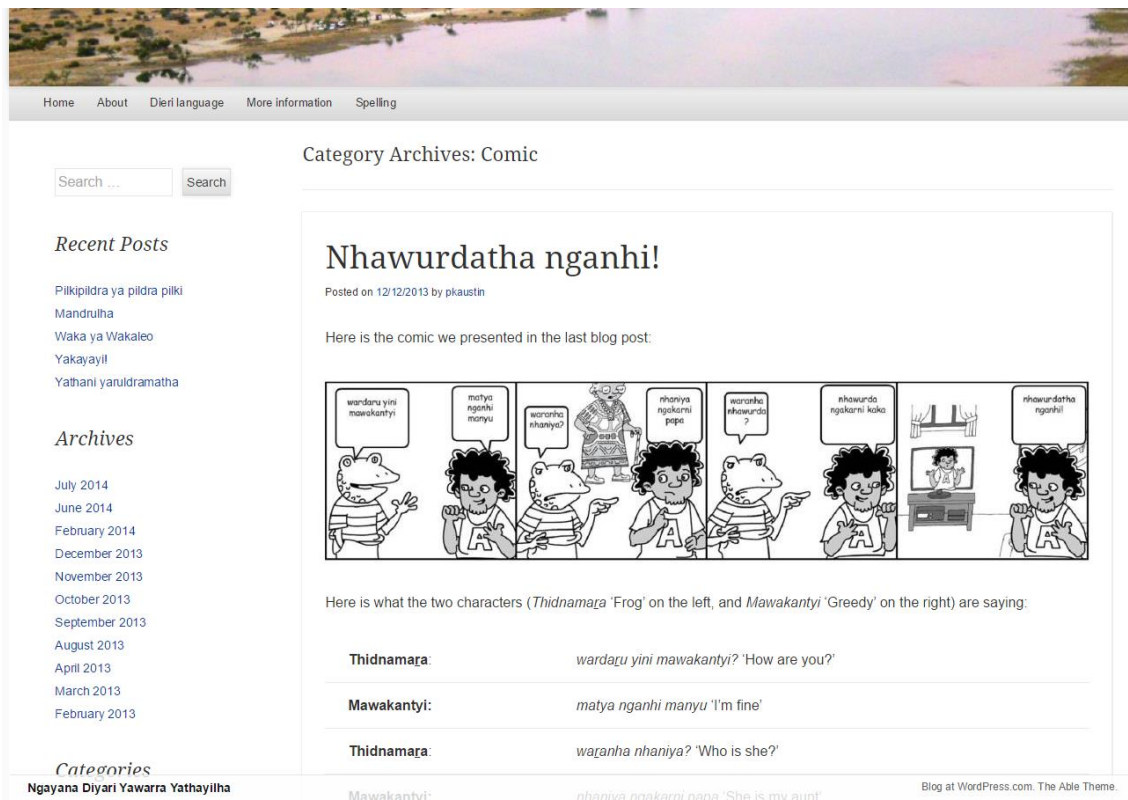 Home About Dieri language More information Spelling
Search ... Search
Recent Posts
Pilkipildra ya pildra pilki
Mandrulha
Waka ya Wakaleo
Yakayayi!
Yathani yaruldramatha
Archives
July 2014
June 2014
February 2014
December 2013
November 2013
October 2013
September 2013
August 2013
April 2013
March 2013
February 2013
Categories
Category Archives: Comic
Nhawurdatha nganhi!
Posted on 12/12/2013 by pkaustin
Here is the comic we presented in the last blog post:
wardaru yini
mawakantyi
matya
nganhi
manyu
waranha
nhaniya?
nhaniya
ngakarni
papa
waranha
nhawurda
?
nhawurda
ngakarni kaka
nhawurdatha
nganhi!
A
A
A
A
Here is what the two characters (Thidnamaṟa 'Frog' on the left, and Mawakantyi 'Greedy' on the right) are saying:
Thidnamaṟa: wardaṟu yini mawakantyi? 'How are you?'
Mawakantyi: matya nganhi manyu 'I'm fine'
Thidnamaṟa: waṟanha nhaniya? 'Who is she?'
Mawakantyi: nhaniya ngakarni papa 'She is my aunt'
Ngayana Diyari Yawarra Yathayilha
Blog at WordPress.com. The Able Theme.